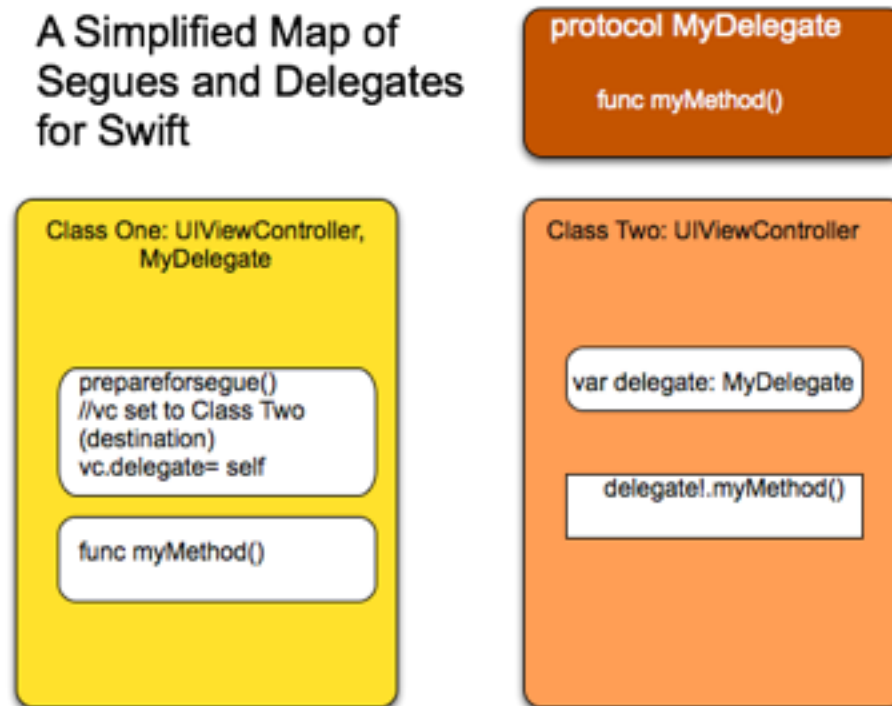 A Simplified Map of
Segues and Delegates
for Swift
protocol MyDelegate
func myMethod()
Class One: UIViewController,
MyDelegate
prepareforsegue()
//vc set to Class Two
(destination)
vc.delegate= self
func myMethod()
Class Two: UIViewController
var delegate: MyDelegate
delegate!.myMethod()